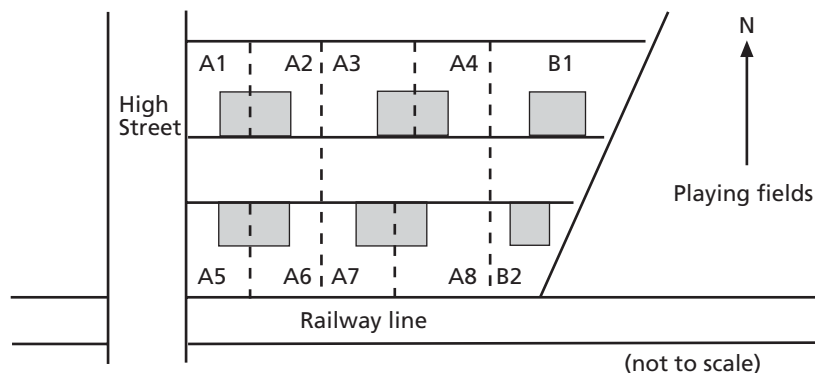 N
A1 A2 A3 A4 B1
High
Street
Playing fields
A5 A6 A7 A8 B2
Railway line
(not to scale)